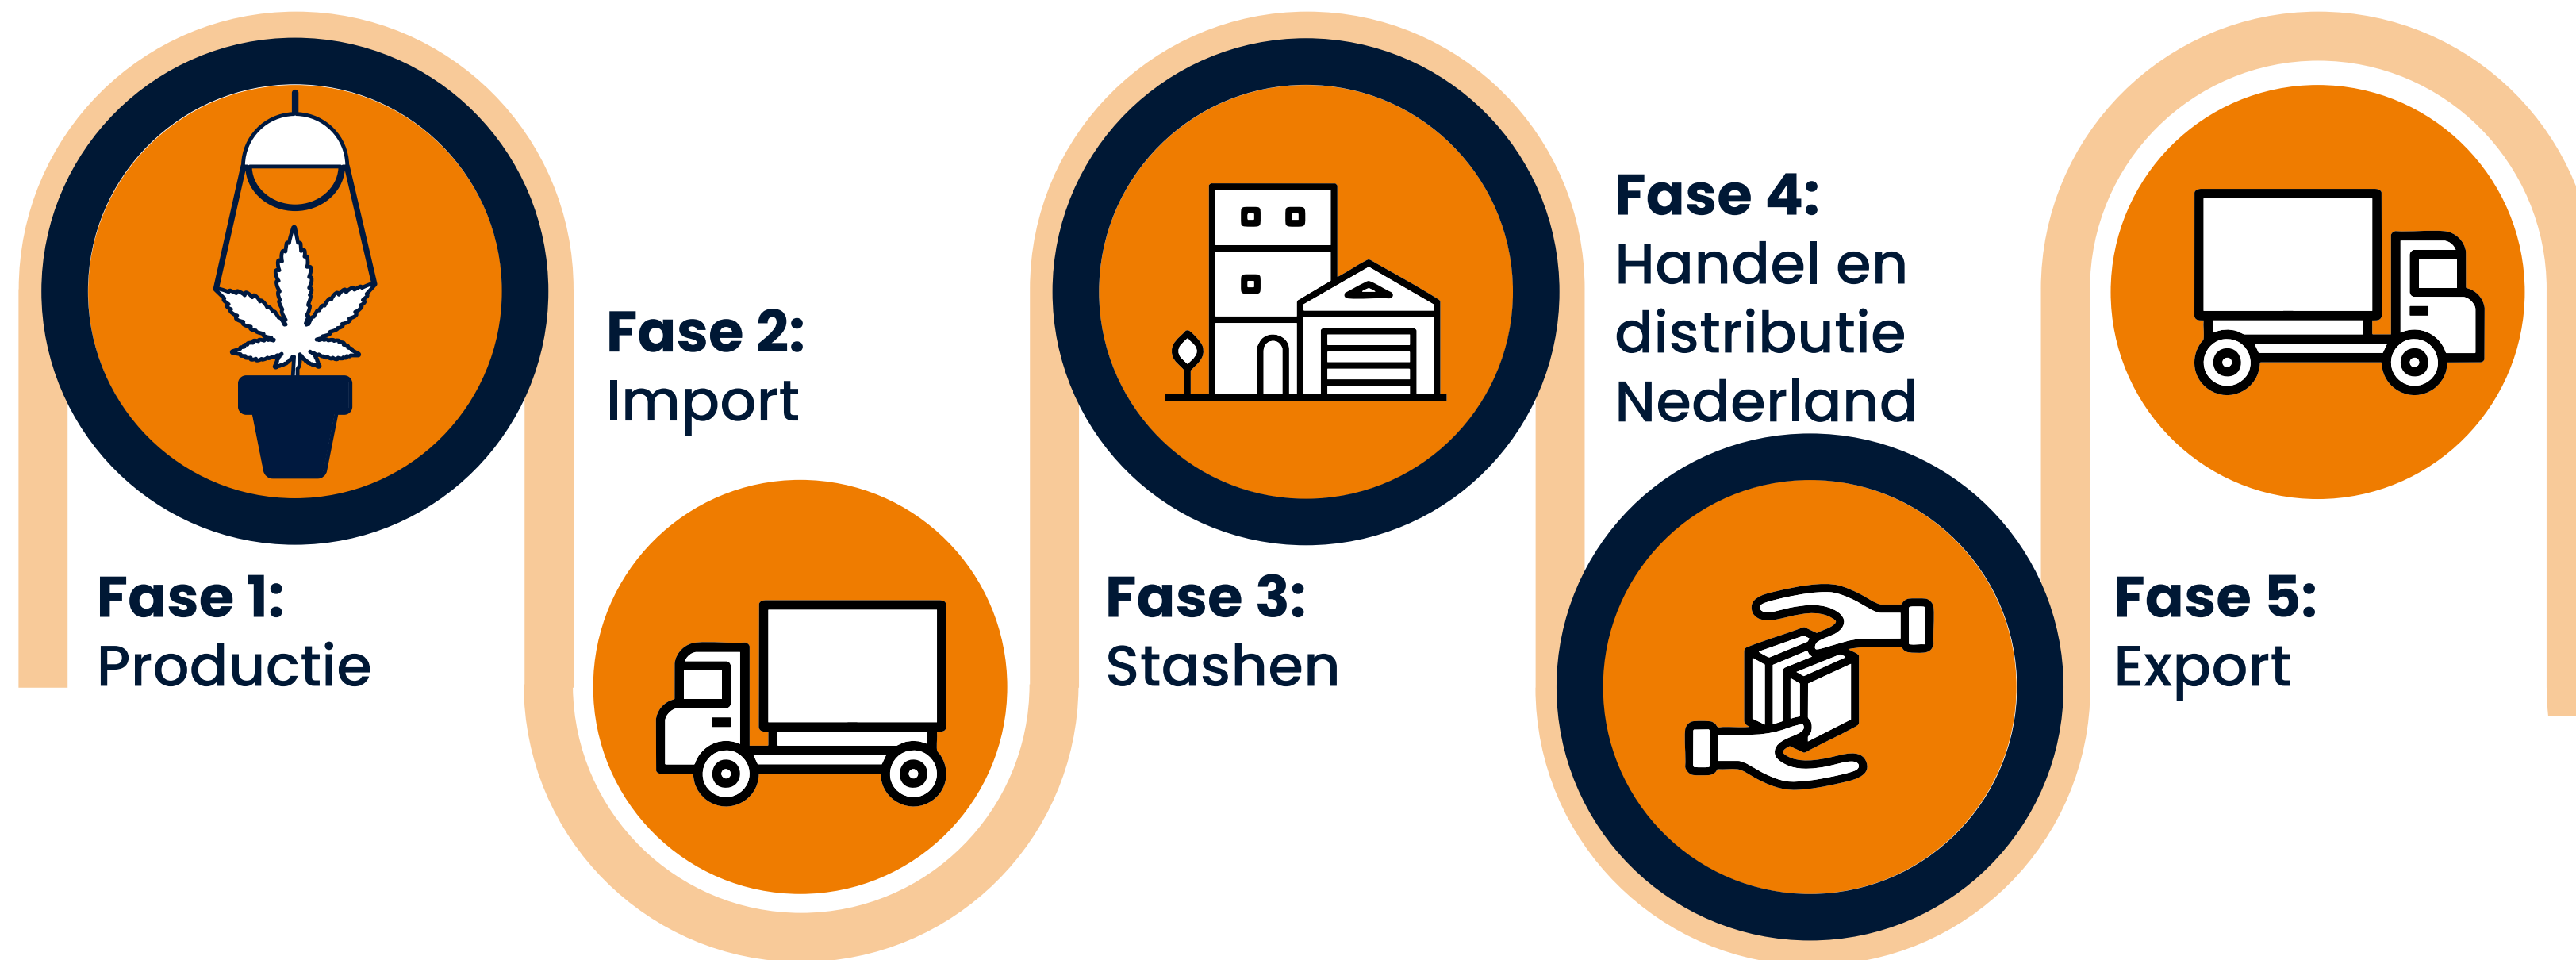 Fase 1:
Productie
Fase 2:
Import
Fase 3:
Stashen
Fase 4:
Handel en
distributie
Nederland
Fase 5:
Export